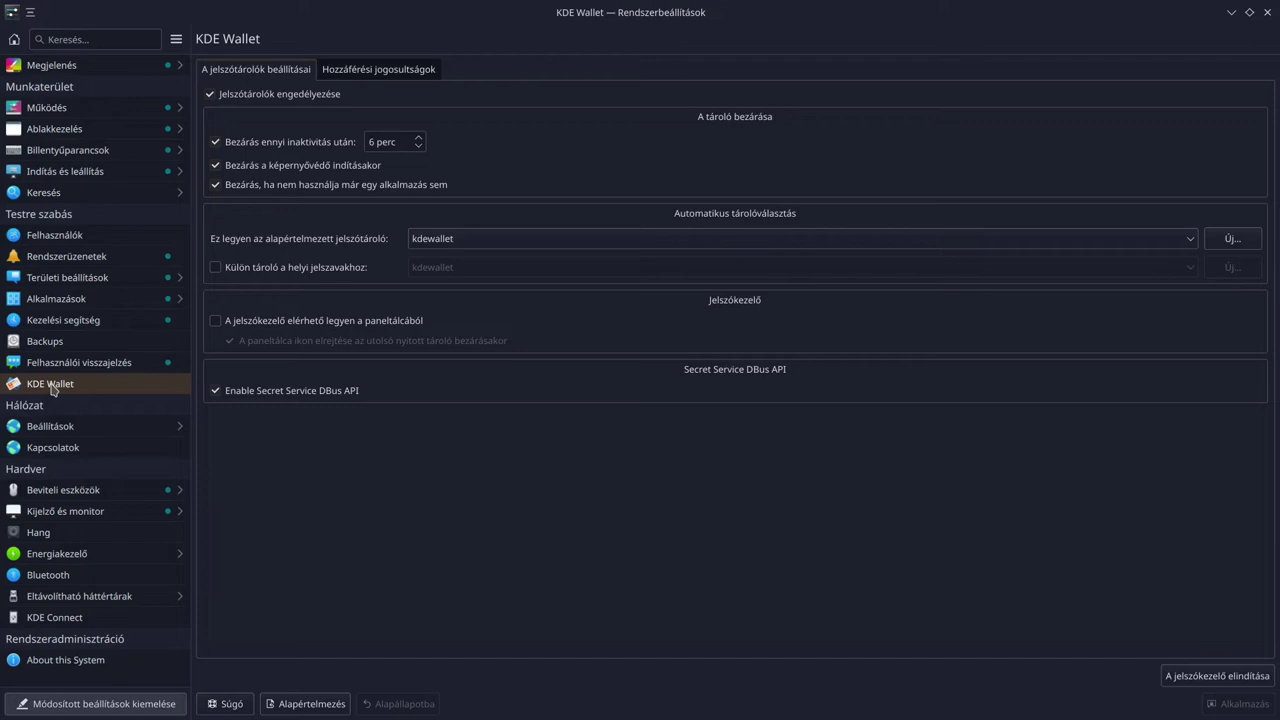 KDE Wallet — Rendszerbeállítások
Keresés...
KDE Wallet
Megjelenés
Munkaterület
Működés
Ablakkezelés
Billentyűparancsok
Indítás és leállítás
Keresés
Testre szabás
Felhasználók
Rendszerüzenetek
Területi beállítások
Alkalmazások
Kezelési segítség
Backups
Felhasználói visszajelzés
KDE Wallet
Hálózat
Beállítások
Kapcsolatok
Hardver
Beviteli eszközök
Kijelző és monitor
Hang
Energiakezelő
Bluetooth
Eltávolítható háttértárak
KDE Connect
Rendszeradminisztráció
About this System
Módosított beállítások kiemelése
A jelszótárolók beállításai
Hozzáférési jogosultságok
Jelszótárolók engedélyezése
A tároló bezárása
Bezárás ennyi inaktivitás után: 6 perc
Bezárás a képernyővédő indításakor
Bezárás, ha nem használja már egy alkalmazás sem
Automatikus tárolóválasztás
Ez legyen az alapértelmezett jelszótároló: kdewallet Új...
Külön tároló a helyi jelszavakhoz: kdewallet Új...
Jelszókezelő
A jelszókezelő elérhető legyen a paneltálcából
A paneltálca ikon elrejtése az utolsó nyitott tároló bezárásakor
Secret Service DBus API
Enable Secret Service DBus API
A jelszókezelő elindítása
Súgó
Alapértelmezés
Alapállapotba
Alkalmazás